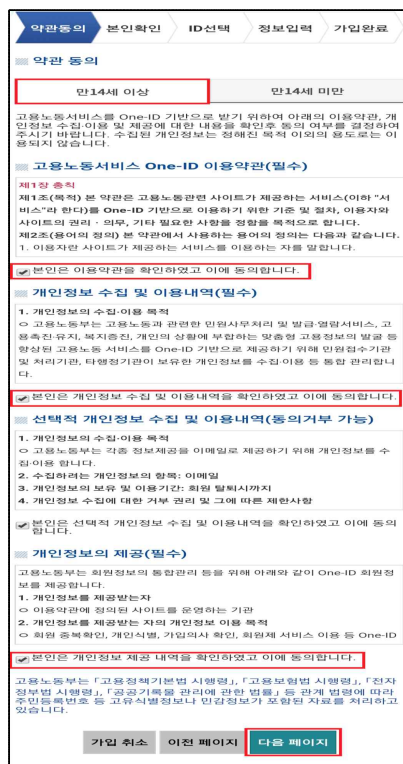 약관동의 본인확인 ID선택 정보입력 가입완료
약관 동의
만14세 이상 만14세 미만
고용노동서비스를 One-ID 기반으로 받기 위하여 아래의 이용약관, 개
인정보 수집·이용 및 제공에 대한 내용을 확인후 동의 여부를 결정하여
주시기 바랍니다. 수집된 개인정보는 정해진 목적 이외의 용도로는 이
용되지 않습니다.
고용노동서비스 One-ID 이용약관(필수)
제1장 총칙
제1조(목적) 본 약관은 고용노동관련 사이트가 제공하는 서비스(이하 "서
비스"라 한다)를 One-ID 기반으로 이용하기 위한 기준 및 절차, 이용자와
사이트의 권리 · 의무, 기타 필요한 사항을 정함을 목적으로 합니다.
제2조(용어의 정의) 본 약관에서 사용하는 용어의 정의는 다음과 같습니다.
1. 이용자란 사이트가 제공하는 서비스를 이용하는 자를 말합니다.
본인은 이용약관을 확인하였고 이에 동의합니다.
개인정보 수집 및 이용내역(필수)
1. 개인정보의 수집·이용 목적
○ 고용노동부는 고용노동과 관련한 민원사무처리 및 발급·열람서비스, 고
용촉진·유지, 복지증진, 개인의 상황에 부합하는 맞춤형 고용정보의 발굴 등
향상된 고용노동 서비스를 One-ID 기반으로 제공하기 위해 민원접수기관
및 처리기관, 타행정기관이 보유한 개인정보를 수집·이용 등 통합 관리합니
다.
본인은 개인정보 수집 및 이용내역을 확인하였고 이에 동의합니다.
선택적 개인정보 수집 및 이용내역(동의거부 가능)
1. 개인정보의 수집·이용 목적
○ 고용노동부는 각종 정보제공을 이메일로 제공하기 위해 개인정보를 수
집·이용 합니다.
2. 수집하려는 개인정보의 항목: 이메일
3. 개인정보의 보유 및 이용기간: 회원 탈퇴시까지
4. 개인정보 수집에 대한 거부 권리 및 그에 따른 제한사항
본인은 선택적 개인정보 수집 및 이용내역을 확인하였고 이에 동의
합니다.
개인정보의 제공(필수)
고용노동부는 회원정보의 통합관리 등을 위해 아래와 같이 One-ID 회원정
보를 제공합니다.
1. 개인정보를 제공받는자
○ 이용약관에 정의된 사이트를 운영하는 기관
2. 개인정보를 제공받는 자의 개인정보 이용 목적
○ 회원 중복확인, 개인식별, 가입의사 확인, 회원제 서비스 이용 등 One-ID
본인은 개인정보 제공 내역을 확인하였고 이에 동의합니다.
고용노동부는 「고용정책기본법 시행령」, 「고용보험법 시행령」, 「전자
정부법 시행령」, 「공공기록물 관리에 관한 법률」 등 관계 법령에 따라
주민등록번호 등 고유식별정보나 민감정보가 포함된 자료를 처리하고
있습니다.
가입 취소 이전 페이지 다음 페이지